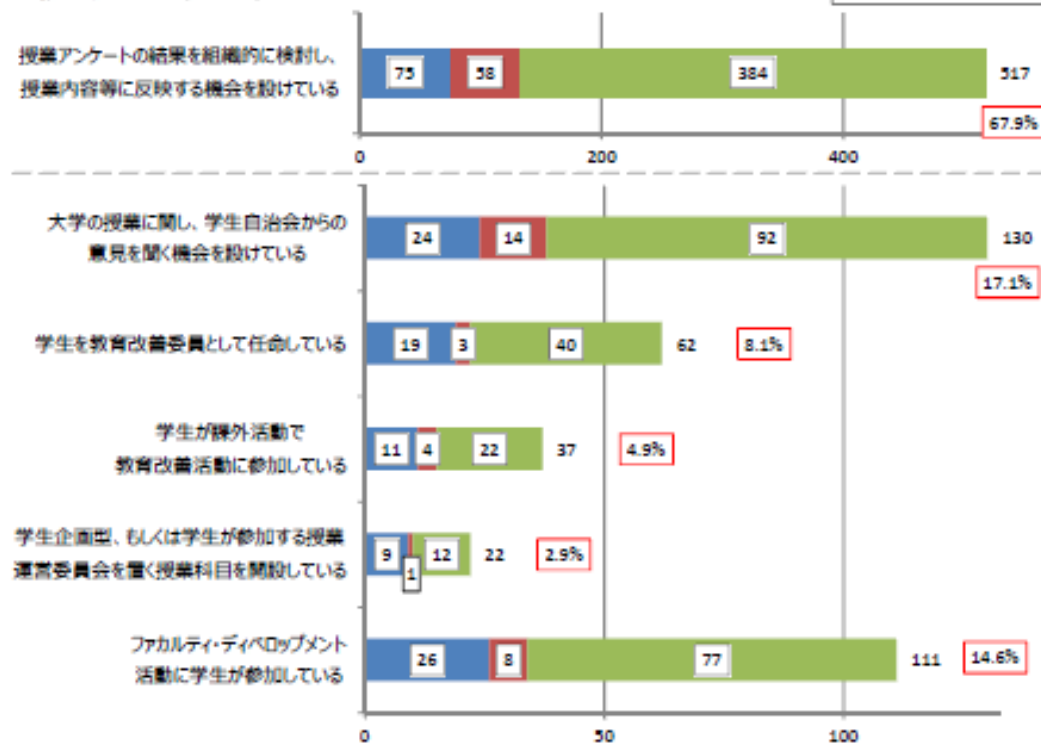 授業アンケートの結果を組織的に検討し、
授業内容等に反映する機会を設けている
75 58 384 517
67.9%
0 200 400
大学の授業に関し、学生自治会からの
意見を聞く機会を設けている
24 14 92 130
17.1%
学生を教育改善委員として任命している
19 3 40 62 8.1%
学生が課外活動で
教育改善活動に参加している
11 4 22 37 4.9%
学生企画型、もしくは学生が参加する授業
運営委員会を置く授業科目を開設している
9 1 12 22 2.9%
ファカルティ・ディベロップメント
活動に学生が参加している
26 8 77 111 14.6%
0 50 100